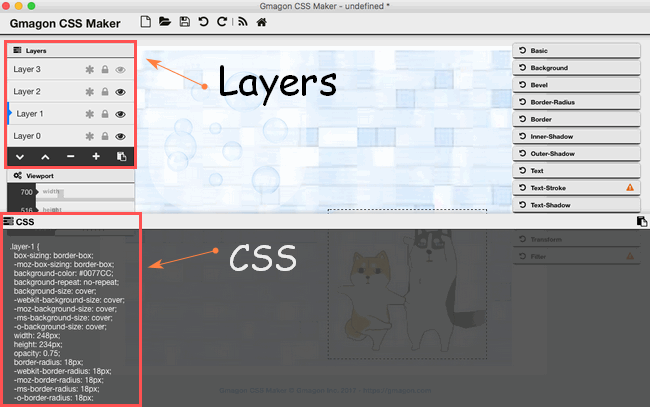 Gmagon CSS Maker - undefined *
Gmagon CSS Maker
Layers
Layer 3
Layer 2
Layer 1
Layer 0
Viewport
700 width
516 height
Layers
Basic
Background
Bevel
Border-Radius
Border
Inner-Shadow
Outer-Shadow
Text
Text-Stroke
Text-Shadow
Transform
Filter
CSS
.layer-1 {
box-sizing: border-box;
-moz-box-sizing: border-box;
background-color: #0077CC;
background-repeat: no-repeat;
background-size: cover;
-webkit-background-size: cover;
-moz-background-size: cover;
-ms-background-size: cover;
-o-background-size: cover;
width: 248px;
height: 234px;
opacity: 0.75;
border-radius: 18px;
-webkit-border-radius: 18px;
-moz-border-radius: 18px;
-ms-border-radius: 18px;
-o-border-radius: 18px;
CSS